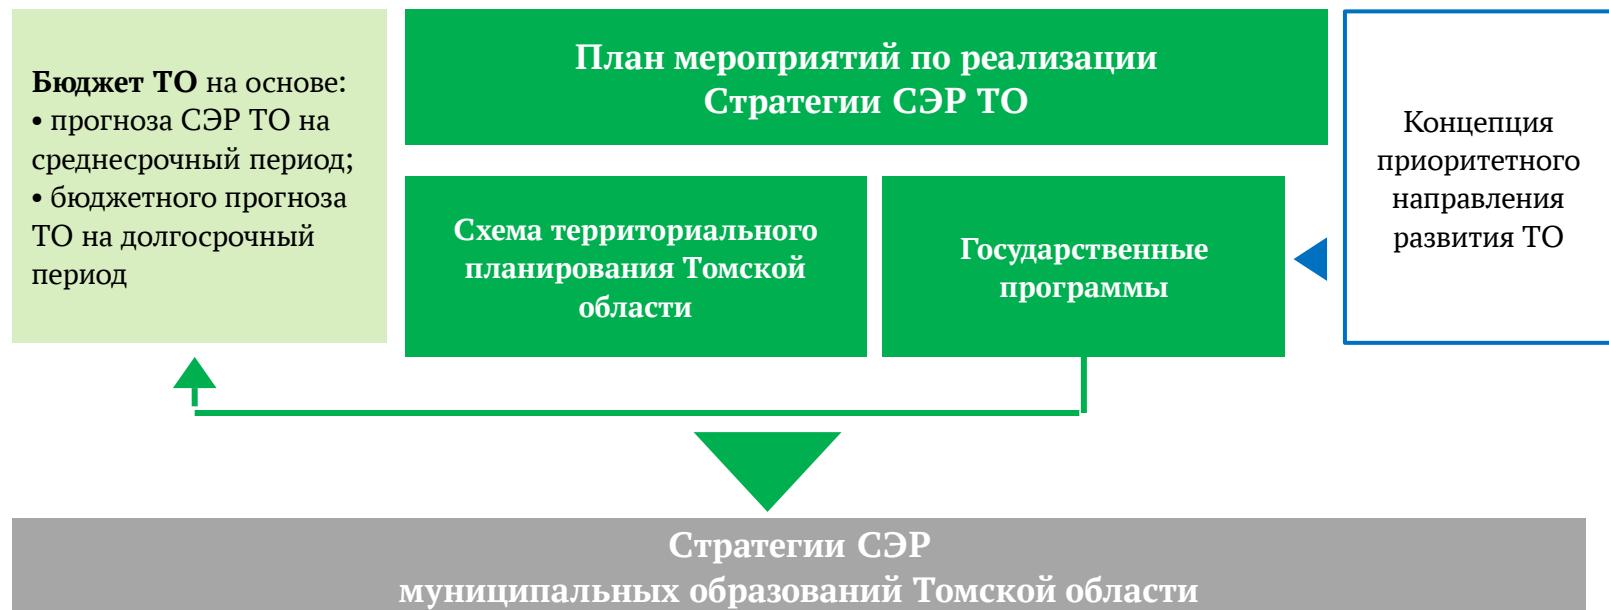 Бюджет ТО на основе:
• прогноза СЭР ТО на
среднесрочный период;
• бюджетного прогноза
ТО на долгосрочный
период
План мероприятий по реализации
Стратегии СЭР ТО
Схема территориального
планирования Томской
области
Государственные
программы
Концепция
приоритетного
направления
развития ТО
Стратегии СЭР
муниципальных образований Томской области